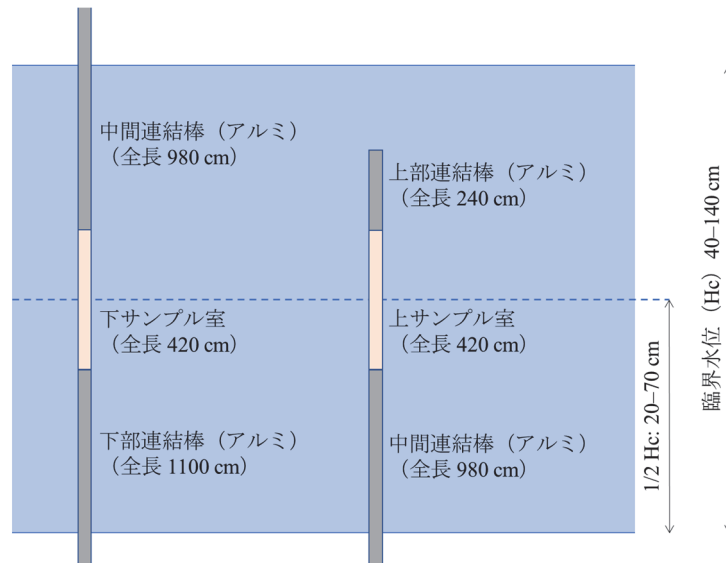 中間連結棒（アルミ）
（全長 980 cm）
上部連結棒（アルミ）
（全長 240 cm）
下サンプル室
（全長 420 cm）
上サンプル室
（全長 420 cm）
下部連結棒（アルミ）
（全長 1100 cm）
中間連結棒（アルミ）
（全長 980 cm）
1/2 Hc: 20–70 cm
臨界水位（Hc）40–140 cm